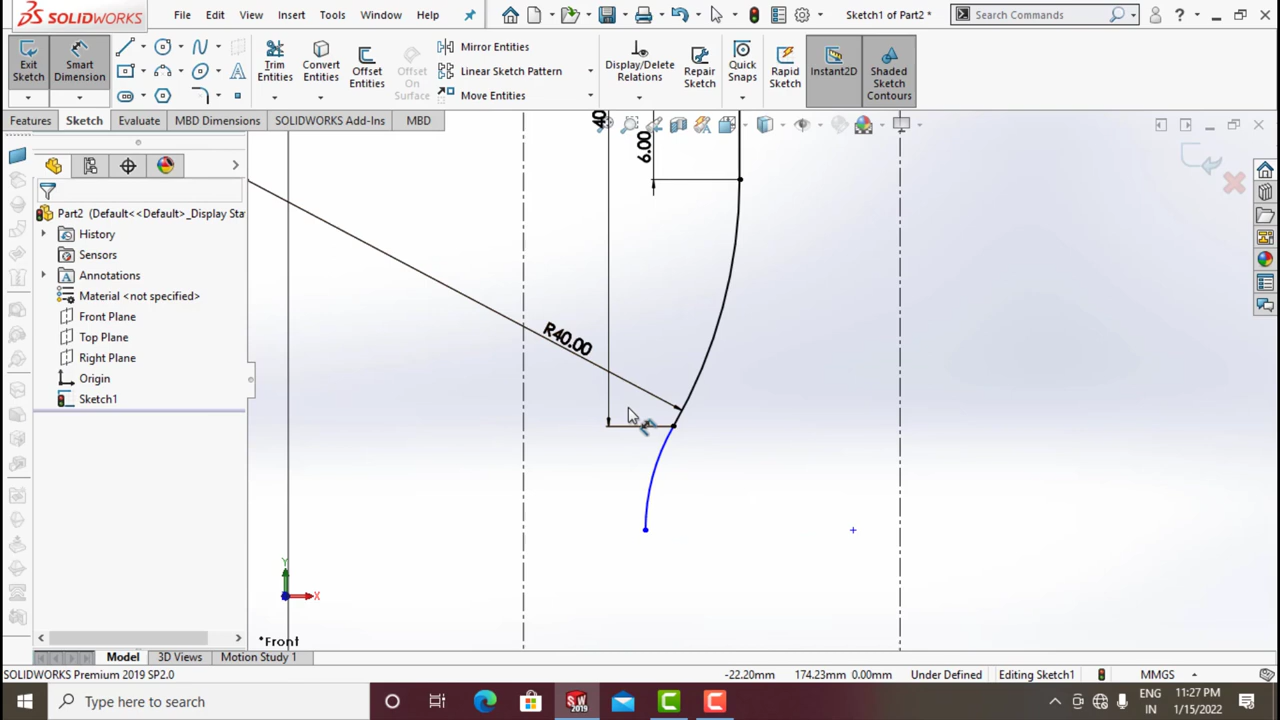 SOLIDWORKS
File Edit View Insert Tools Window Help
Sketch1 of Part2 *
Search Commands
Exit Sketch
Smart Dimension
Trim Entities
Convert Entities
Offset Entities
Offset On Surface
Mirror Entities
Linear Sketch Pattern
Move Entities
Display/Delete Relations
Repair Sketch
Quick Snaps
Rapid Sketch
Instant2D
Shaded Sketch Contours
Features Sketch Evaluate MBD Dimensions SOLIDWORKS Add-Ins MBD
Part2 (Default<<Default>_Display Sta
History
Sensors
Annotations
Material <not specified>
Front Plane
Top Plane
Right Plane
Origin
Sketch1
40
6.00
R40.00
Y
X
*Front
Model 3D Views Motion Study 1
SOLIDWORKS Premium 2019 SP2.0
-22.20mm 174.23mm 0.00mm Under Defined Editing Sketch1 MMGS
Type here to search
SW
2019
ENG
IN
11:27 PM
1/15/2022